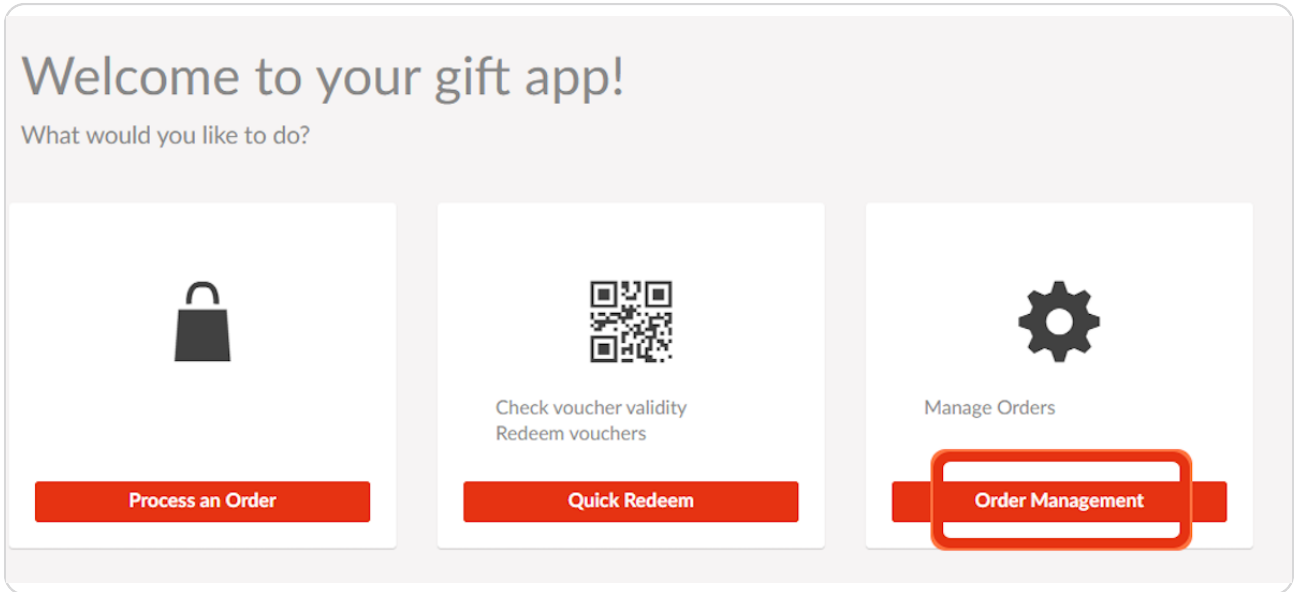 Welcome to your gift app!
What would you like to do?
Check voucher validity
Redeem vouchers
Manage Orders
Process an Order
Quick Redeem
Order Management